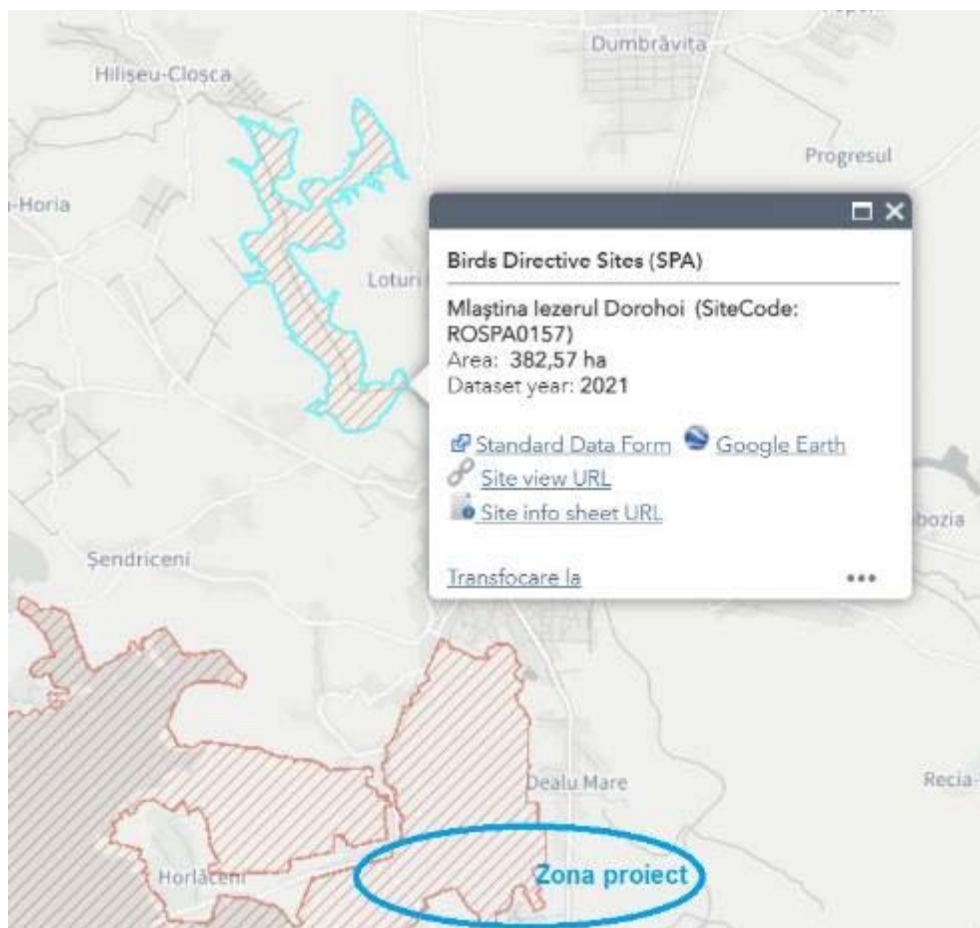 Dumbrăvița
Hiliseu-Cloșca
Progresul
-Horia
Loturi
Birds Directive Sites (SPA)
Mlaștina Iezerul Dorohoi (SiteCode:
ROSPA0157)
Area: 382,57 ha
Dataset year: 2021
Standard Data Form Google Earth
Site view URL
Site info sheet URL
bozia
Șendriceni
Transfocare la
•••
Dealu Mare
Recia-
Horlăceni
Zona proiect